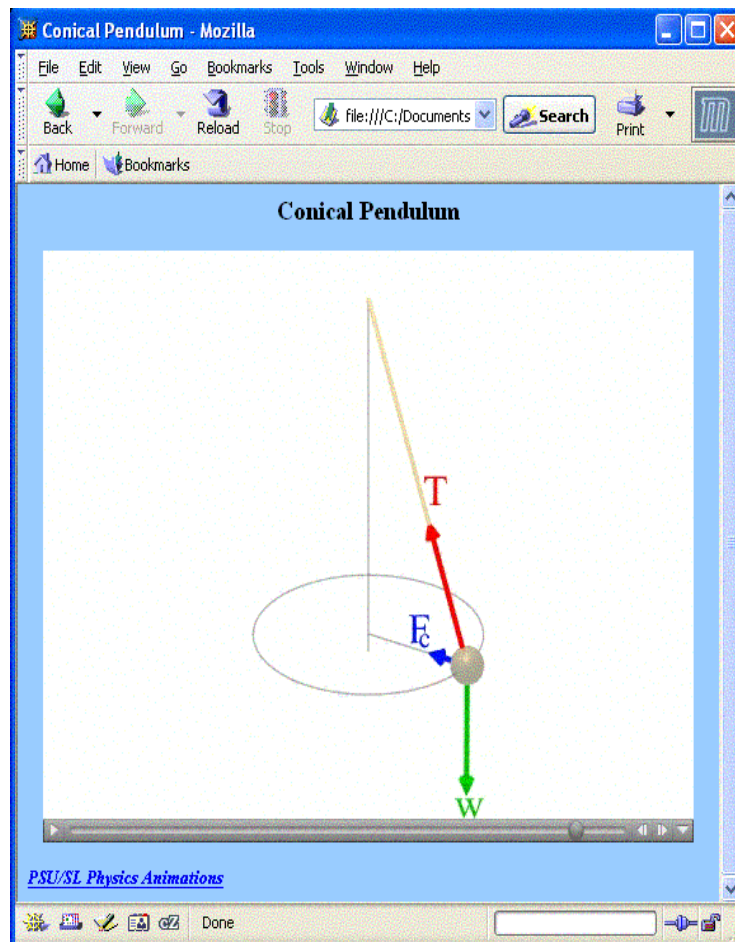 Conical Pendulum - Mozilla
File Edit View Go Bookmarks Tools Window Help
Back Forward Reload Stop file:///C:/Documents Search Print
Home Bookmarks
Conical Pendulum
T
Fc
w
PSU/SL Physics Animations
Done